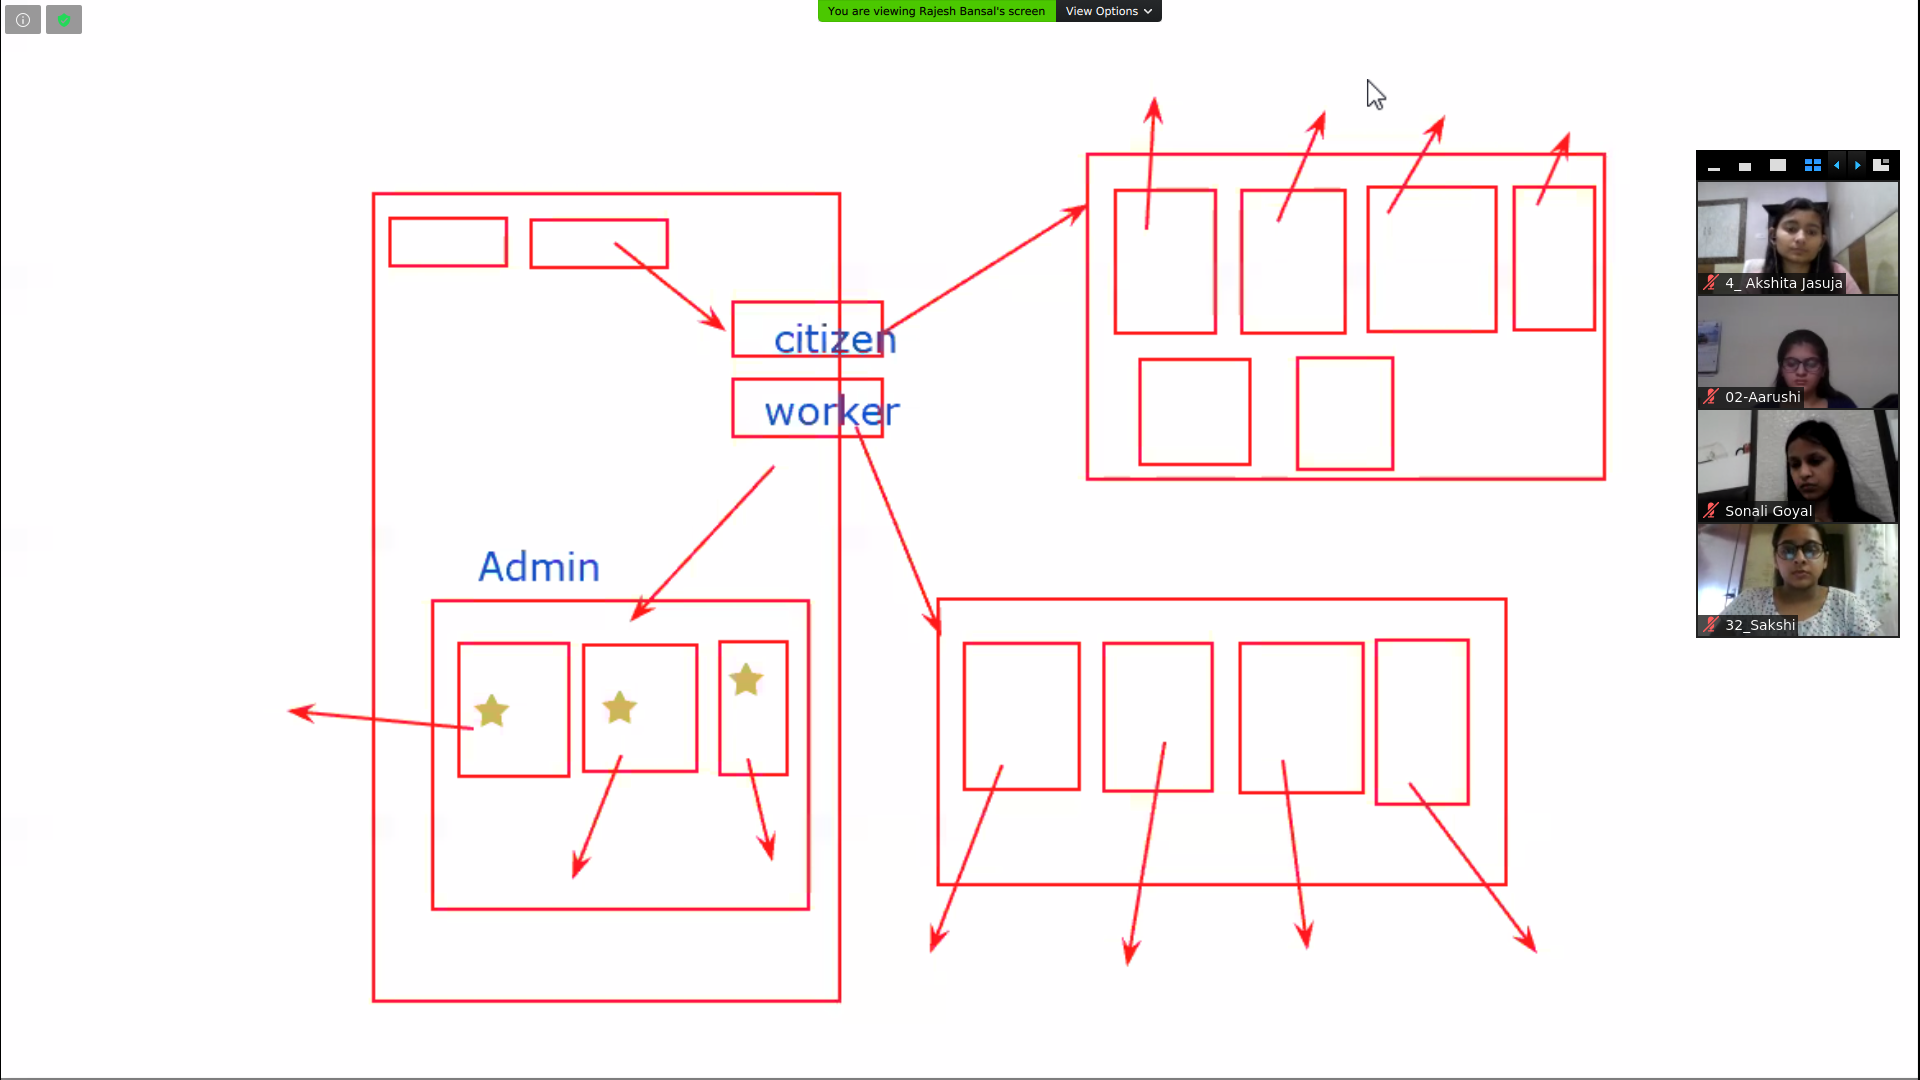 You are viewing Rajesh Bansal's screen
View Options
citizen
worker
Admin
4_ Akshita Jasuja
02-Aarushi
Sonali Goyal
32_Sakshi